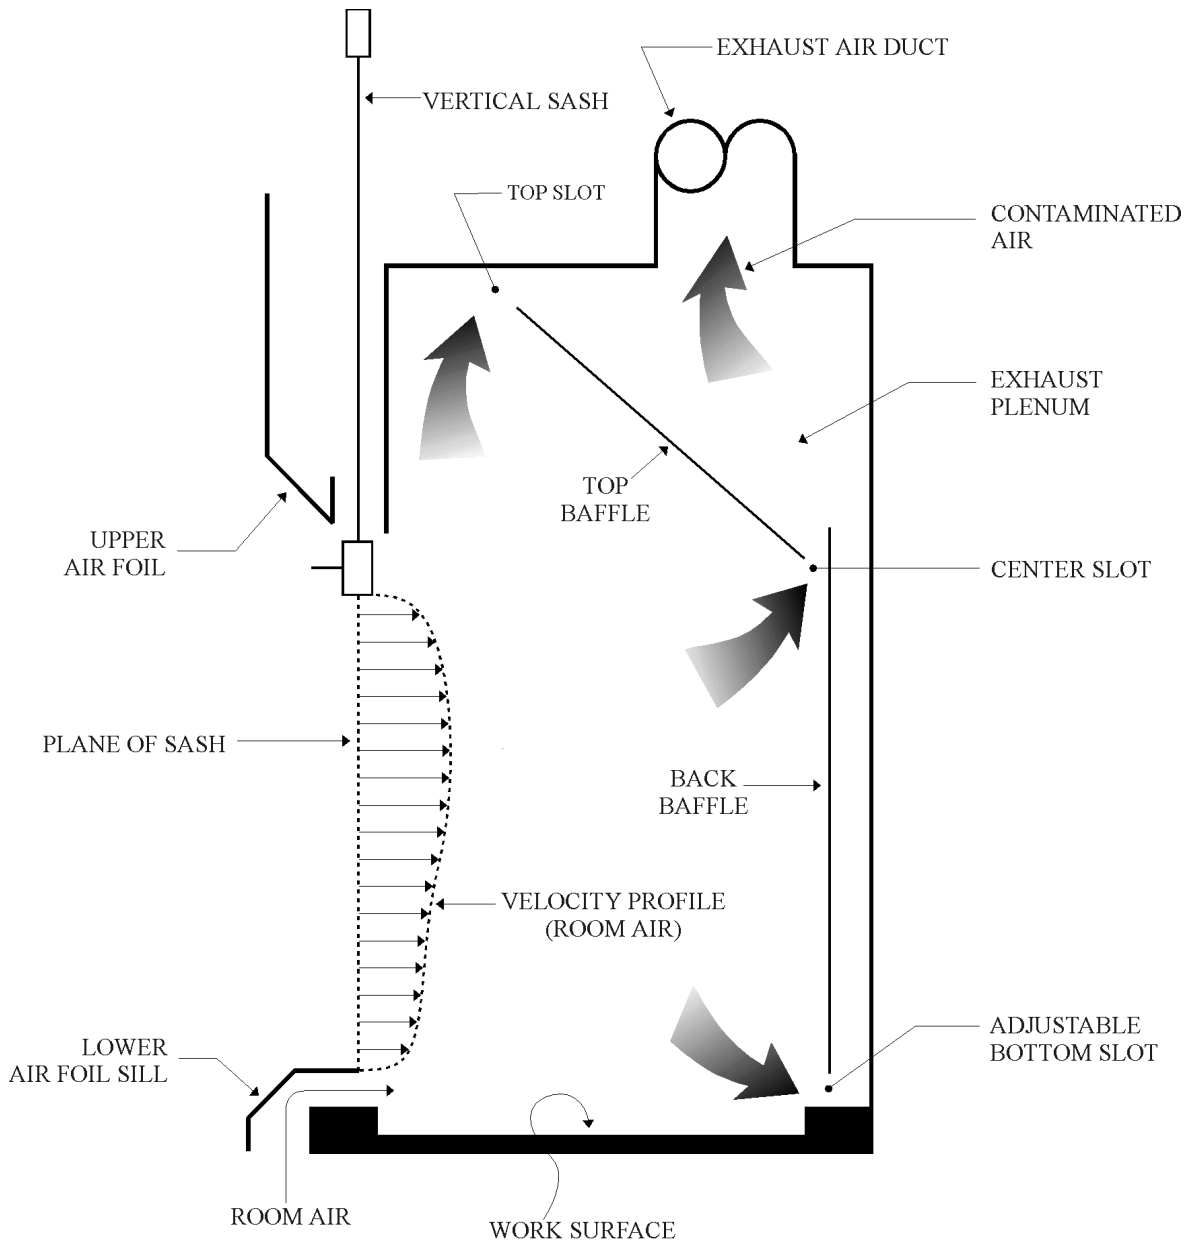 EXHAUST AIR DUCT
VERTICAL SASH
TOP SLOT
CONTAMINATED
AIR
EXHAUST
PLENUM
TOP
BAFFLE
UPPER
AIR FOIL
CENTER SLOT
PLANE OF SASH
BACK
BAFFLE
VELOCITY PROFILE
(ROOM AIR)
ADJUSTABLE
BOTTOM SLOT
LOWER
AIR FOIL SILL
ROOM AIR
WORK SURFACE